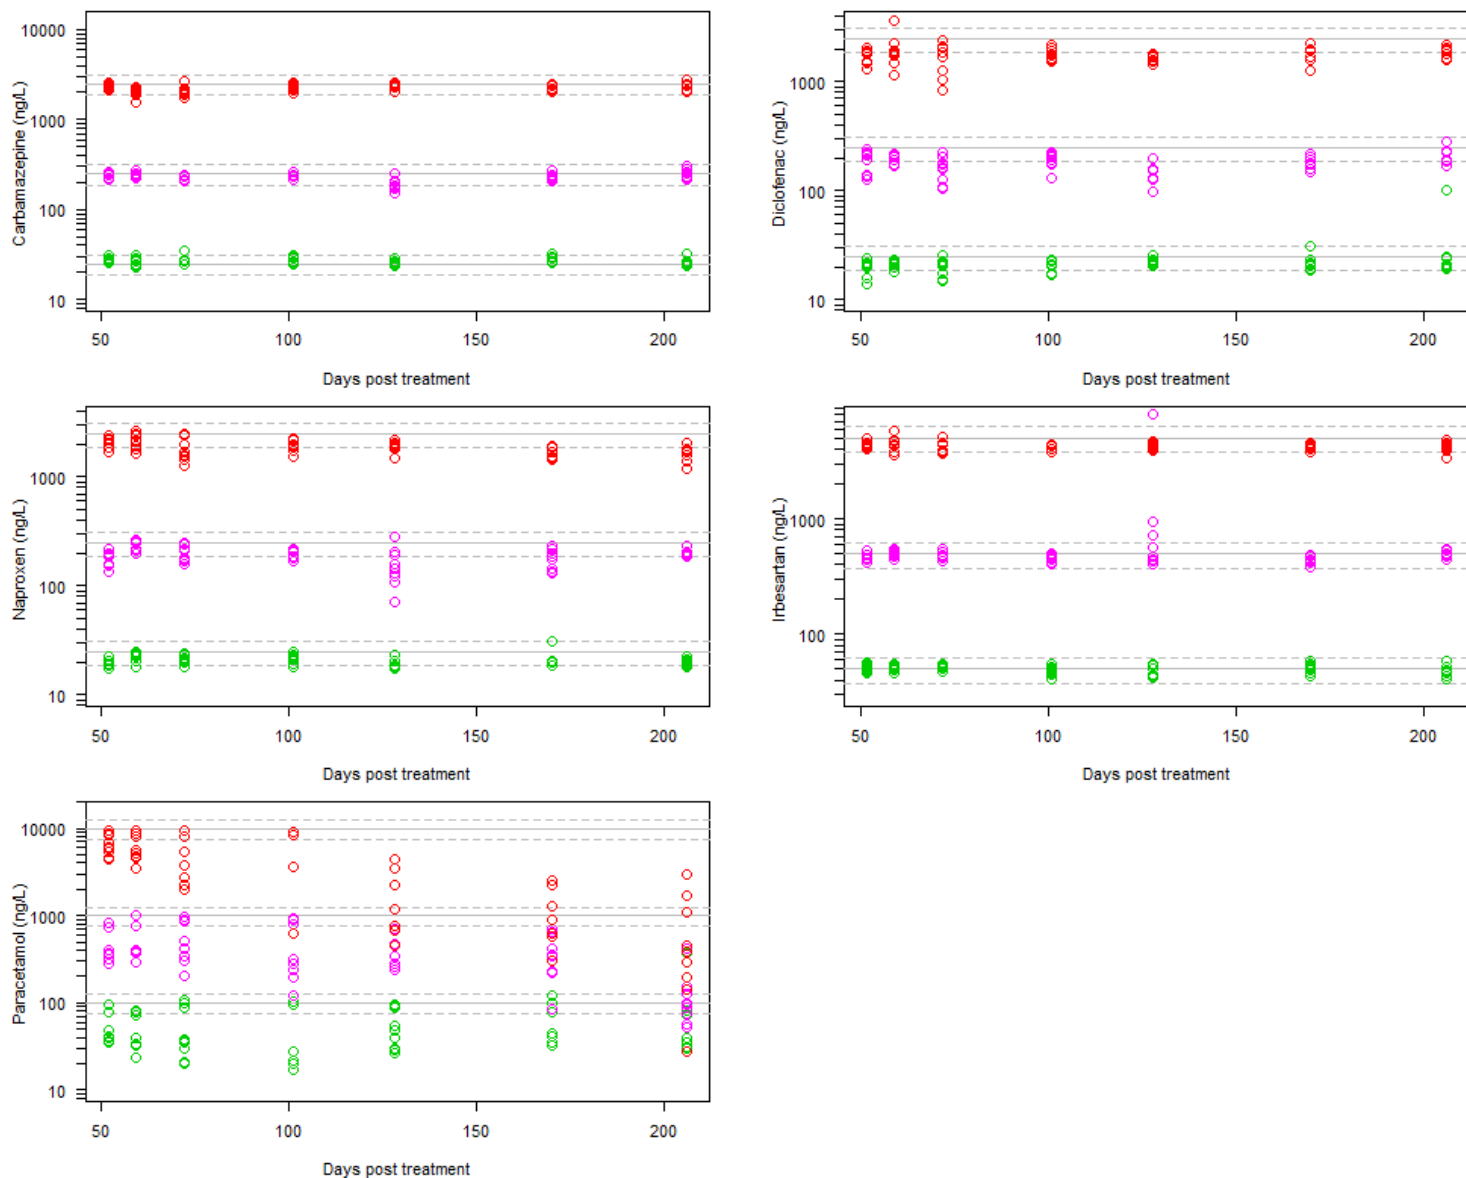 Carbamazepine (ng/L)
10000
1000
100
10
50 100 150 200
Days post treatment
Diclofenac (ng/L)
1000
100
10
50 100 150 200
Days post treatment
Naproxen (ng/L)
1000
100
10
50 100 150 200
Days post treatment
Irbesartan (ng/L)
1000
100
50 100 150 200
Days post treatment
Paracetamol (ng/L)
10000
1000
100
10
50 100 150 200
Days post treatment